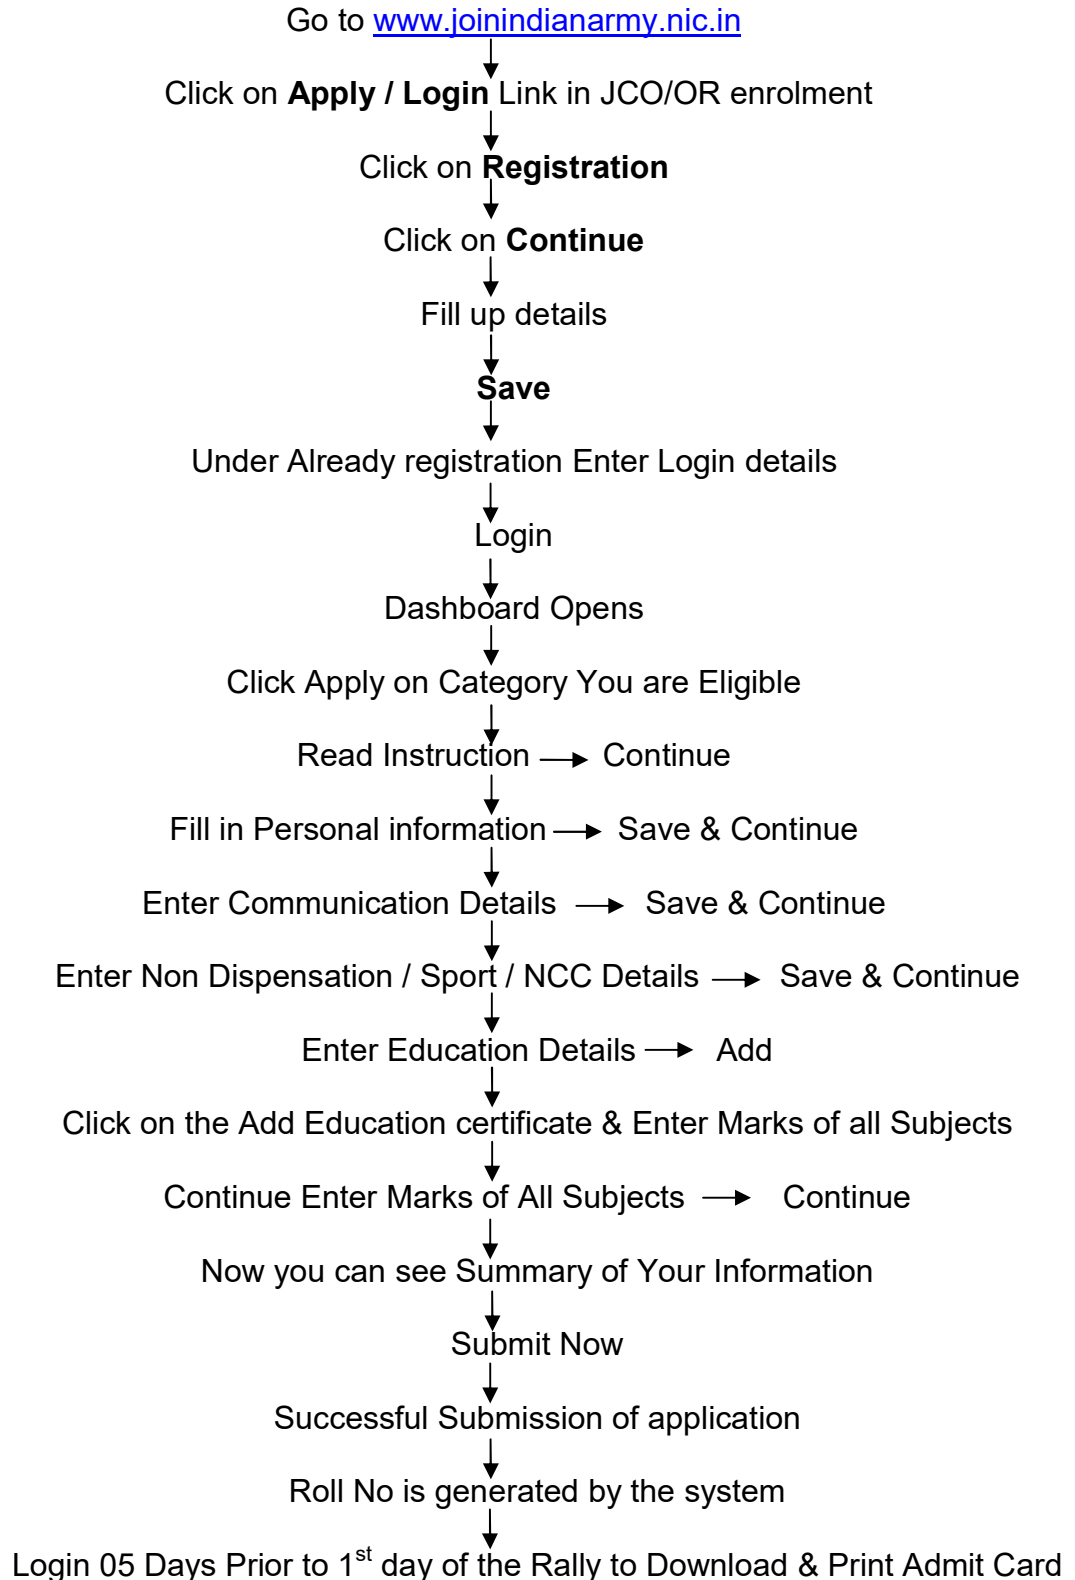 Go to www.joinindianarmy.nic.in
Click on Apply / Login Link in JCO/OR enrolment
Click on Registration
Click on Continue
Fill up details
Save
Under Already registration Enter Login details
Login
Dashboard Opens
Click Apply on Category You are Eligible
Read Instruction Continue
Fill in Personal information Save & Continue
Enter Communication Details Save & Continue
Enter Non Dispensation / Sport / NCC Details Save & Continue
Enter Education Details Add
Click on the Add Education certificate & Enter Marks of all Subjects
Continue Enter Marks of All Subjects Continue
Now you can see Summary of Your Information
Submit Now
Successful Submission of application
Roll No is generated by the system
Login 05 Days Prior to 1st day of the Rally to Download & Print Admit Card